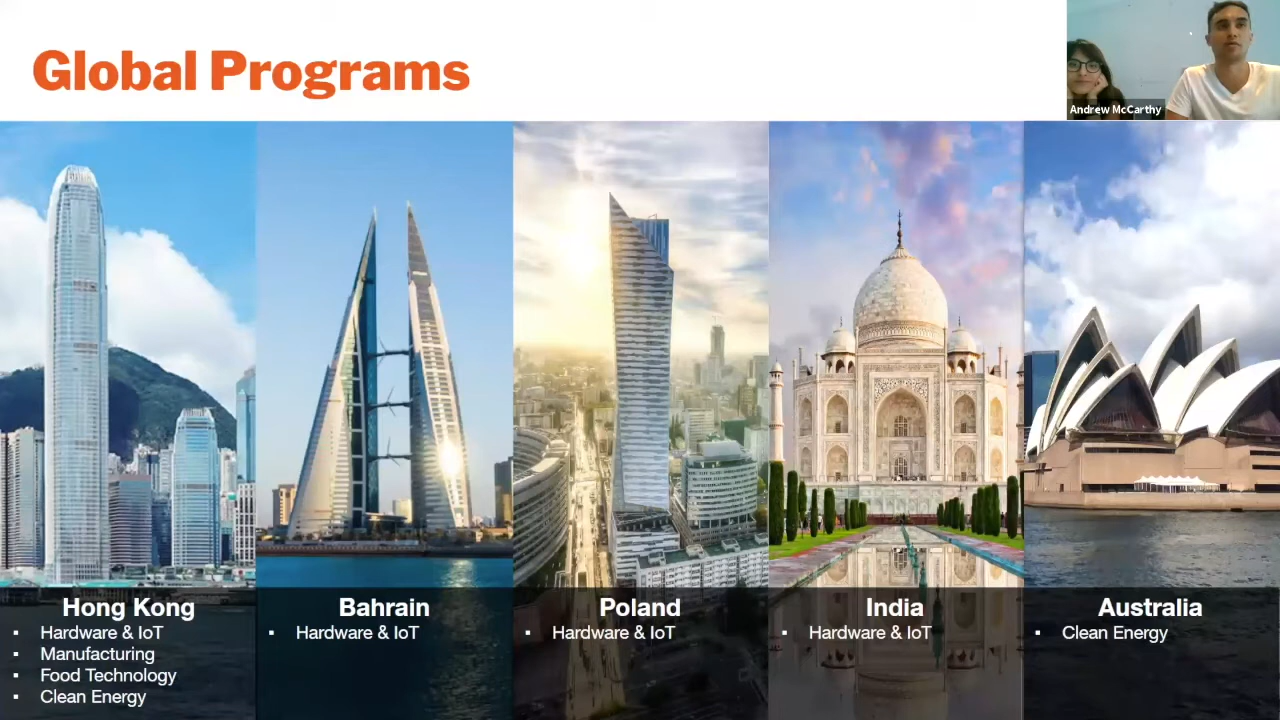 Global Programs
Andrew McCarthy
Hong Kong
▪ Hardware & IoT
▪ Manufacturing
▪ Food Technology
▪ Clean Energy
Bahrain
▪ Hardware & IoT
Poland
▪ Hardware & IoT
India
▪ Hardware & IoT
Australia
▪ Clean Energy